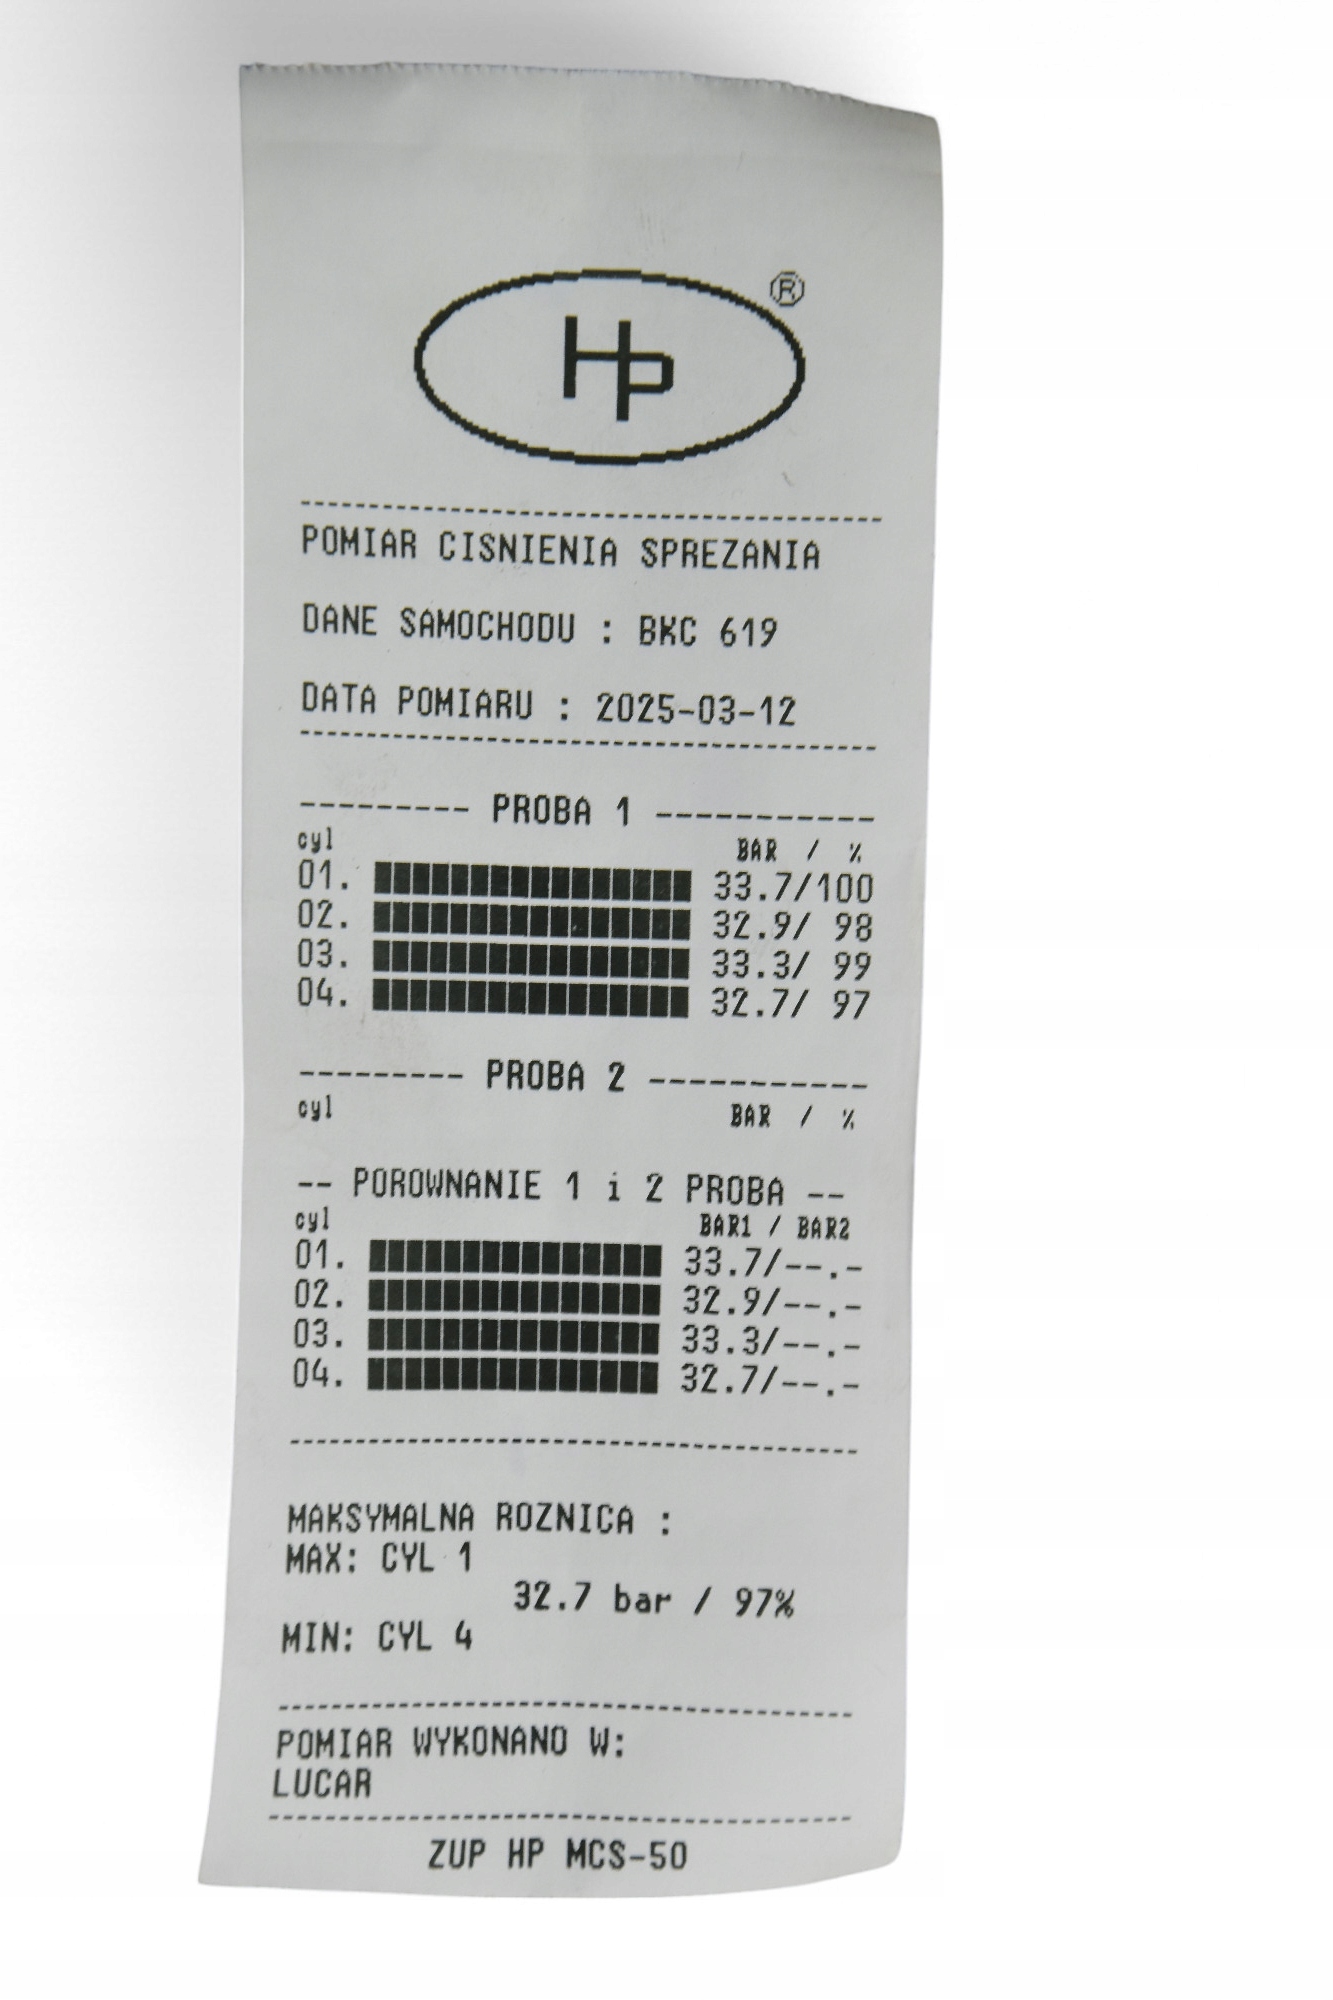 HP ®
POMIAR CISNIENIA SPREZANIA
DANE SAMOCHODU : BKC 619
DATA POMIARU : 2025-03-12
--------- PROBA 1 -----------
cyl BAR / %
01. 33.7/100
02. 32.9/ 98
03. 33.3/ 99
04. 32.7/ 97
--------- PROBA 2 -----------
cyl BAR / %
-- POROWNANIE 1 i 2 PROBA --
cyl BAR1 / BAR2
01. 33.7/--.-
02. 32.9/--.-
03. 33.3/--.-
04. 32.7/--.-
MAKSYMALNA ROZNICA :
MAX: CYL 1
32.7 bar / 97%
MIN: CYL 4
POMIAR WYKONANO W:
LUCAR
ZUP HP MCS-50